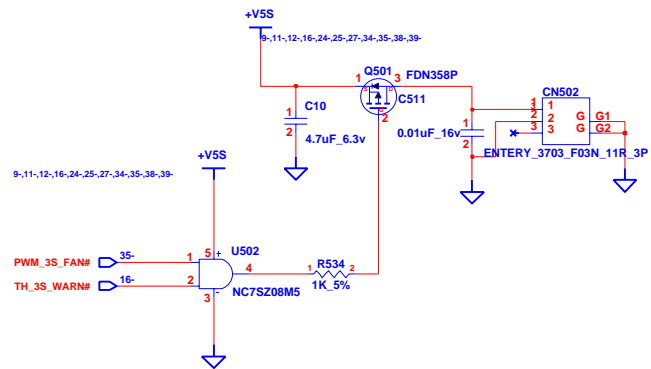 +V5S
9-,11-,12-,16-,24-,25-,27-,34-,35-,38-,39-
Q501
1 3 FDN358P
S D
G
C511
2
C10
1
2
4.7uF_6.3v
1
2
0.01uF_16v
CN502
1 1
2 2
3 3
G G1
G G2
ENTERY_3703_F03N_11R_3P
+V5S
9-,11-,12-,16-,24-,25-,27-,34-,35-,38-,39-
U502
5 +
PWM_3S_FAN# 35- 1
TH_3S_WARN# 16- 2
4
3 -
NC7SZ08M5
R534
1 2
1K_5%